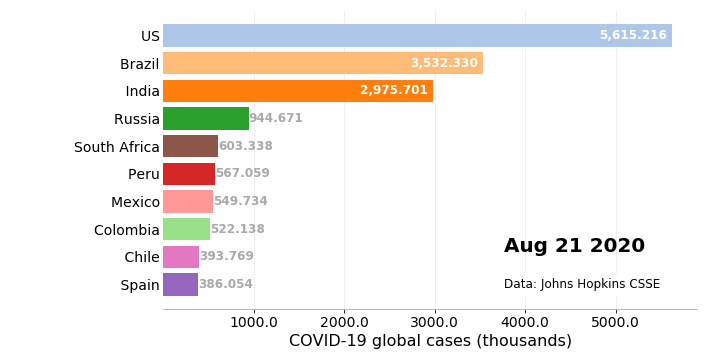 US 5,615.216
Brazil 3,532.330
India 2,975.701
Russia 944.671
South Africa 603.338
Peru 567.059
Mexico 549.734
Colombia 522.138
Chile 393.769
Spain 386.054
Aug 21 2020
Data: Johns Hopkins CSSE
1000.0 2000.0 3000.0 4000.0 5000.0
COVID-19 global cases (thousands)